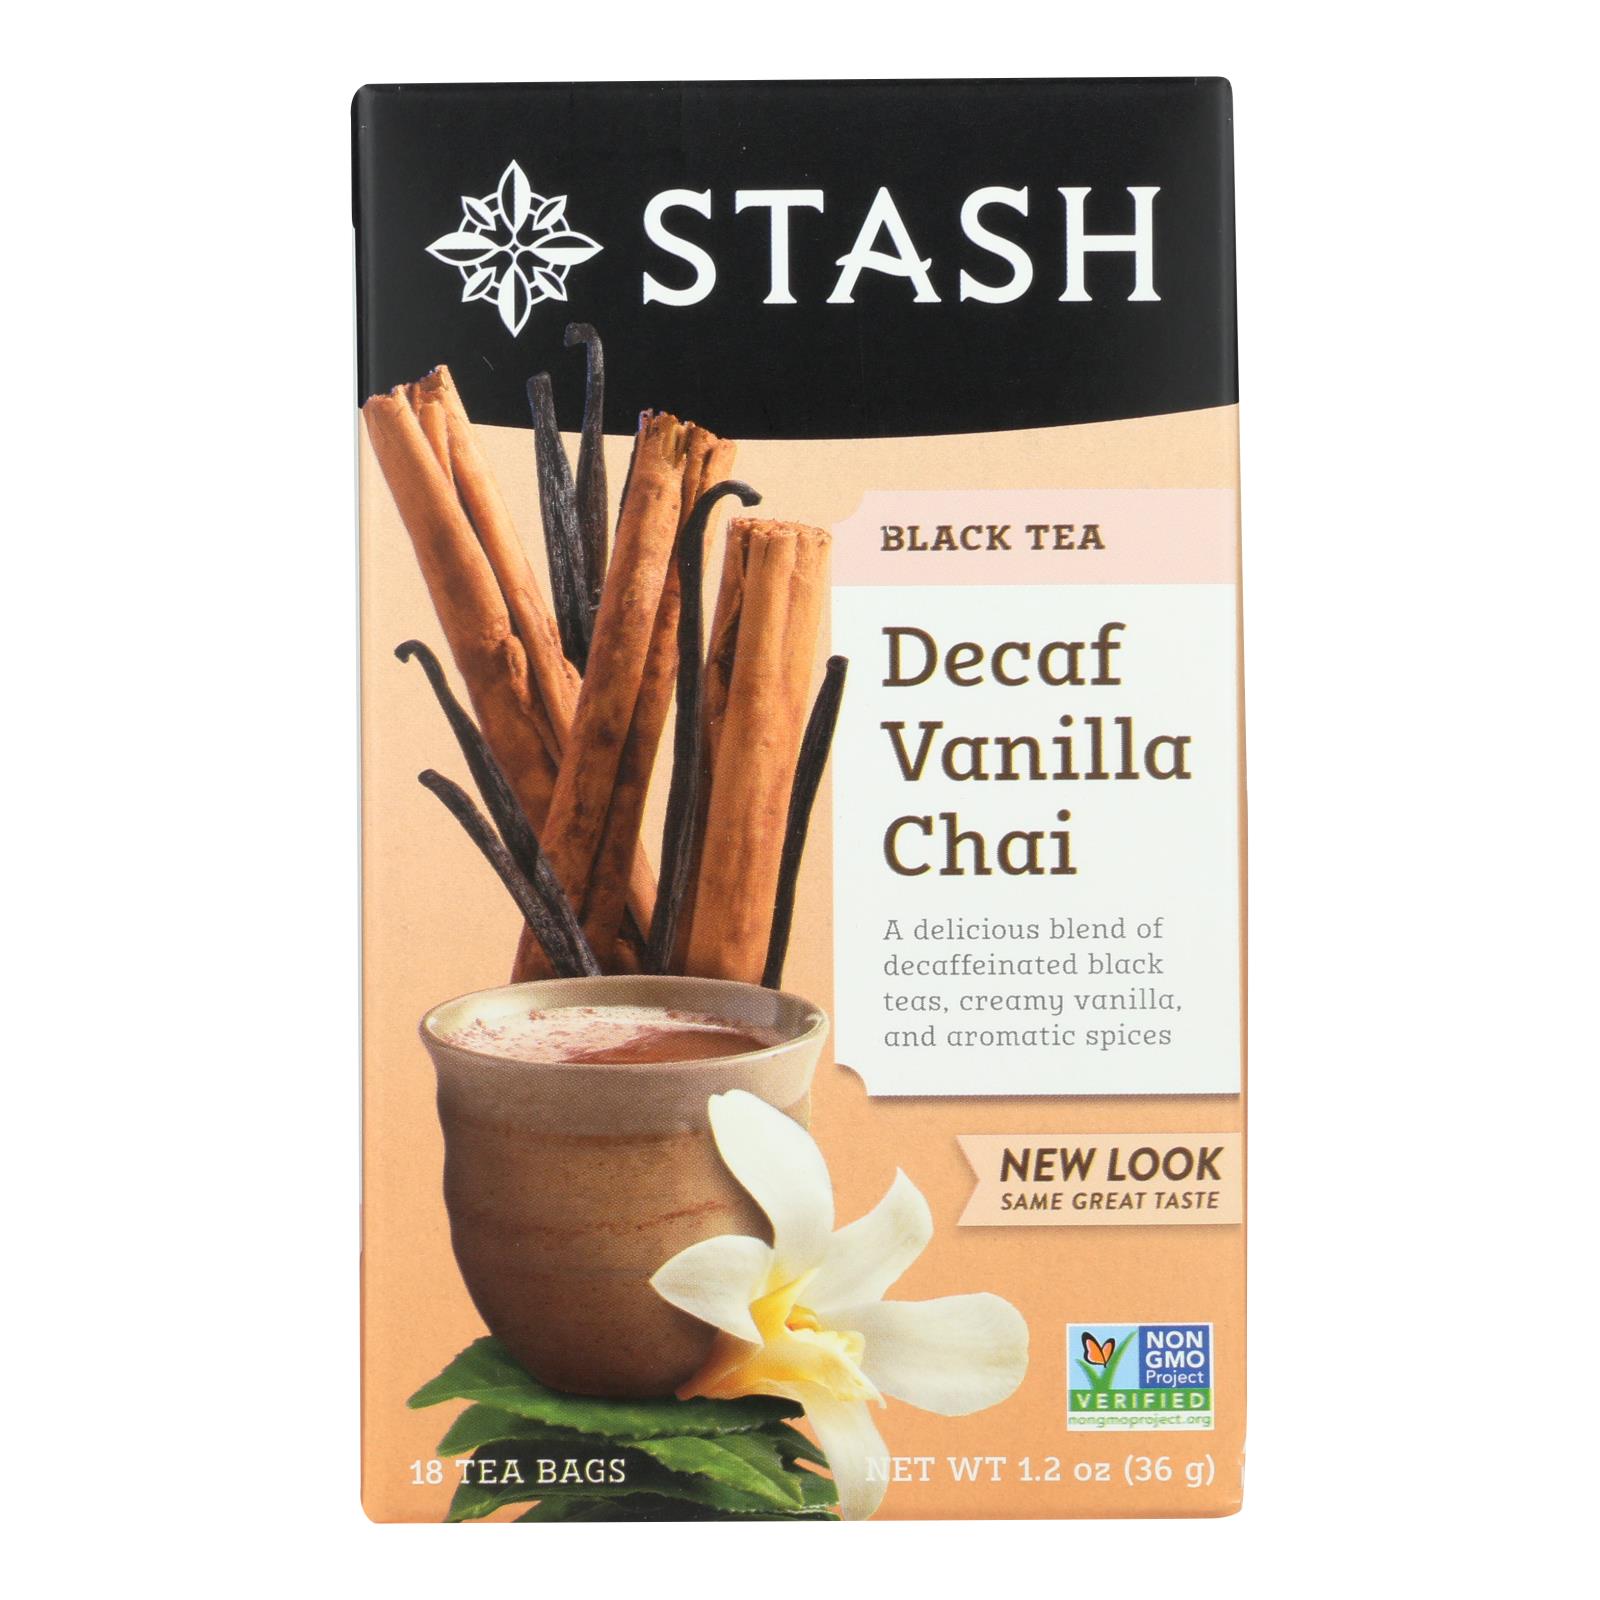 STASH
BLACK TEA
Decaf
Vanilla
Chai
A delicious blend of
decaffeinated black
teas, creamy vanilla,
and aromatic spices
NEW LOOK
SAME GREAT TASTE
NON
GMO
Project
VERIFIED
nongmoproject.org
18 TEA BAGS
NET WT 1.2 oz (36 g)